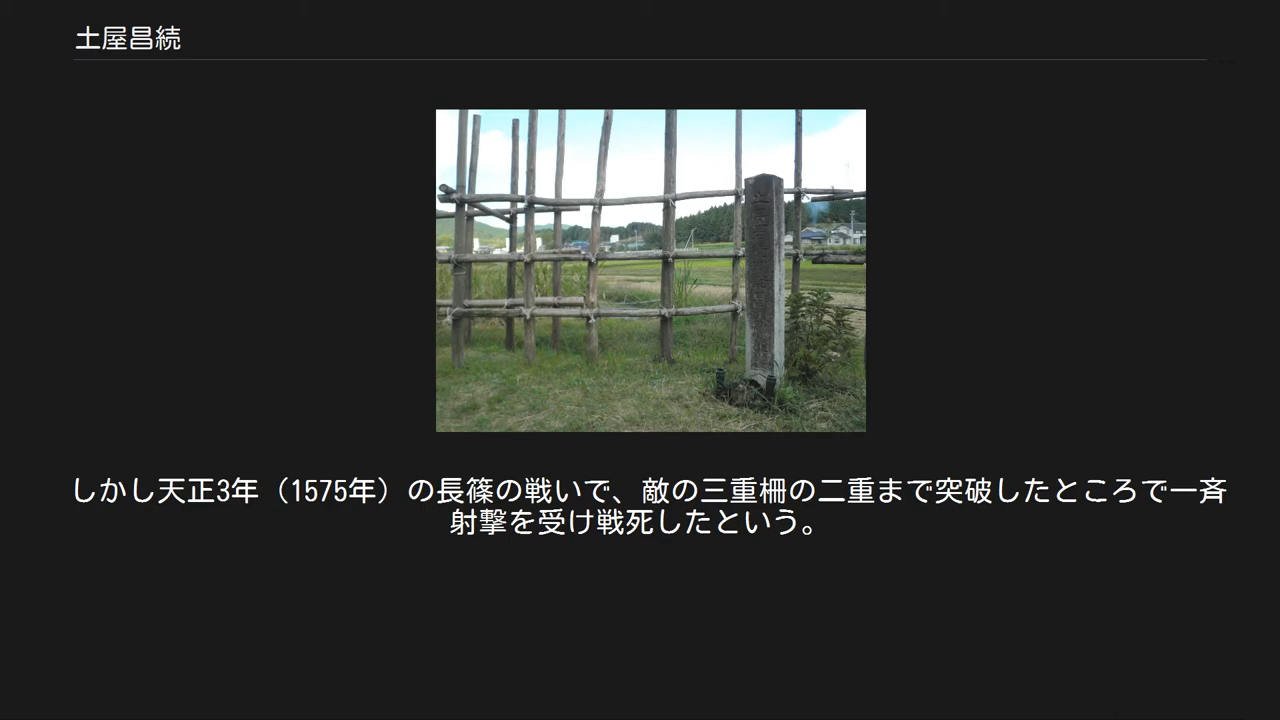 土屋昌続
しかし天正3年（1575年）の長篠の戦いで、敵の三重柵の二重まで突破したところで一斉
射撃を受け戦死したという。